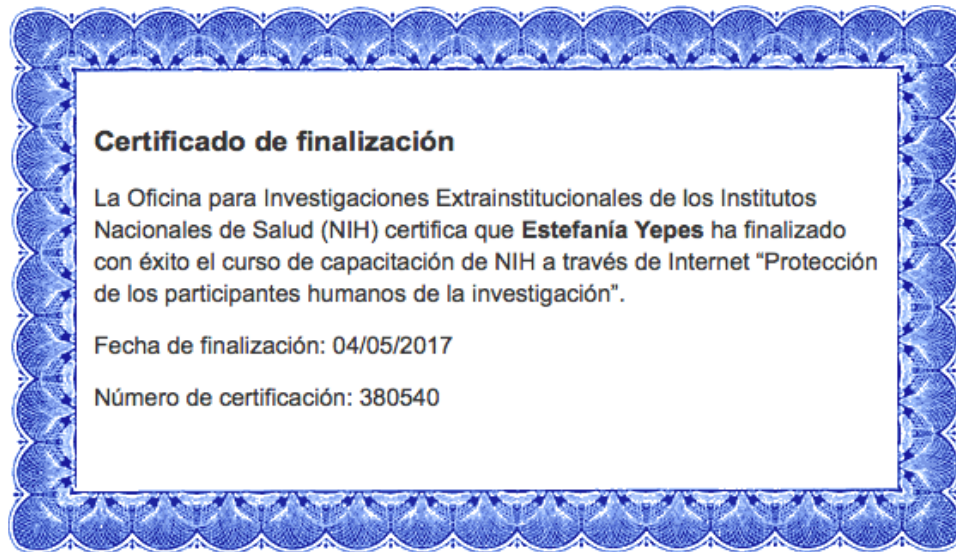 Certificado de finalización
La Oficina para Investigaciones Extrainstitucionales de los Institutos
Nacionales de Salud (NIH) certifica que Estefanía Yepes ha finalizado
con éxito el curso de capacitación de NIH a través de Internet “Protección
de los participantes humanos de la investigación”.
Fecha de finalización: 04/05/2017
Número de certificación: 380540